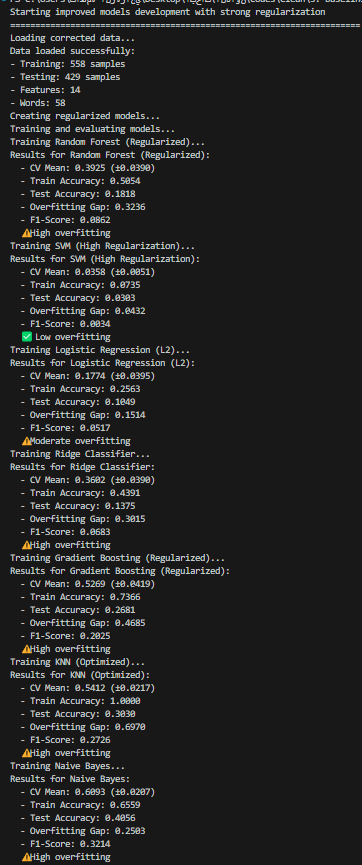 Starting improved models development with strong regularization
============================================================
Loading corrected data...
Data loaded successfully:
- Training: 558 samples
- Testing: 429 samples
- Features: 14
- Words: 58
Creating regularized models...
Training and evaluating models...
Training Random Forest (Regularized)...
Results for Random Forest (Regularized):
- CV Mean: 0.3925 (±0.0390)
- Train Accuracy: 0.5054
- Test Accuracy: 0.1818
- Overfitting Gap: 0.3236
- F1-Score: 0.0862
⚠️High overfitting
Training SVM (High Regularization)...
Results for SVM (High Regularization):
- CV Mean: 0.0358 (±0.0051)
- Train Accuracy: 0.0735
- Test Accuracy: 0.0303
- Overfitting Gap: 0.0432
- F1-Score: 0.0034
✅ Low overfitting
Training Logistic Regression (L2)...
Results for Logistic Regression (L2):
- CV Mean: 0.1774 (±0.0395)
- Train Accuracy: 0.2563
- Test Accuracy: 0.1049
- Overfitting Gap: 0.1514
- F1-Score: 0.0517
⚠️Moderate overfitting
Training Ridge Classifier...
Results for Ridge Classifier:
- CV Mean: 0.3602 (±0.0390)
- Train Accuracy: 0.4391
- Test Accuracy: 0.1375
- Overfitting Gap: 0.3015
- F1-Score: 0.0683
⚠️High overfitting
Training Gradient Boosting (Regularized)...
Results for Gradient Boosting (Regularized):
- CV Mean: 0.5269 (±0.0419)
- Train Accuracy: 0.7366
- Test Accuracy: 0.2681
- Overfitting Gap: 0.4685
- F1-Score: 0.2025
⚠️High overfitting
Training KNN (Optimized)...
Results for KNN (Optimized):
- CV Mean: 0.5412 (±0.0217)
- Train Accuracy: 1.0000
- Test Accuracy: 0.3030
- Overfitting Gap: 0.6970
- F1-Score: 0.2726
⚠️High overfitting
Training Naive Bayes...
Results for Naive Bayes:
- CV Mean: 0.6093 (±0.0207)
- Train Accuracy: 0.6559
- Test Accuracy: 0.4056
- Overfitting Gap: 0.2503
- F1-Score: 0.3214
⚠️High overfitting